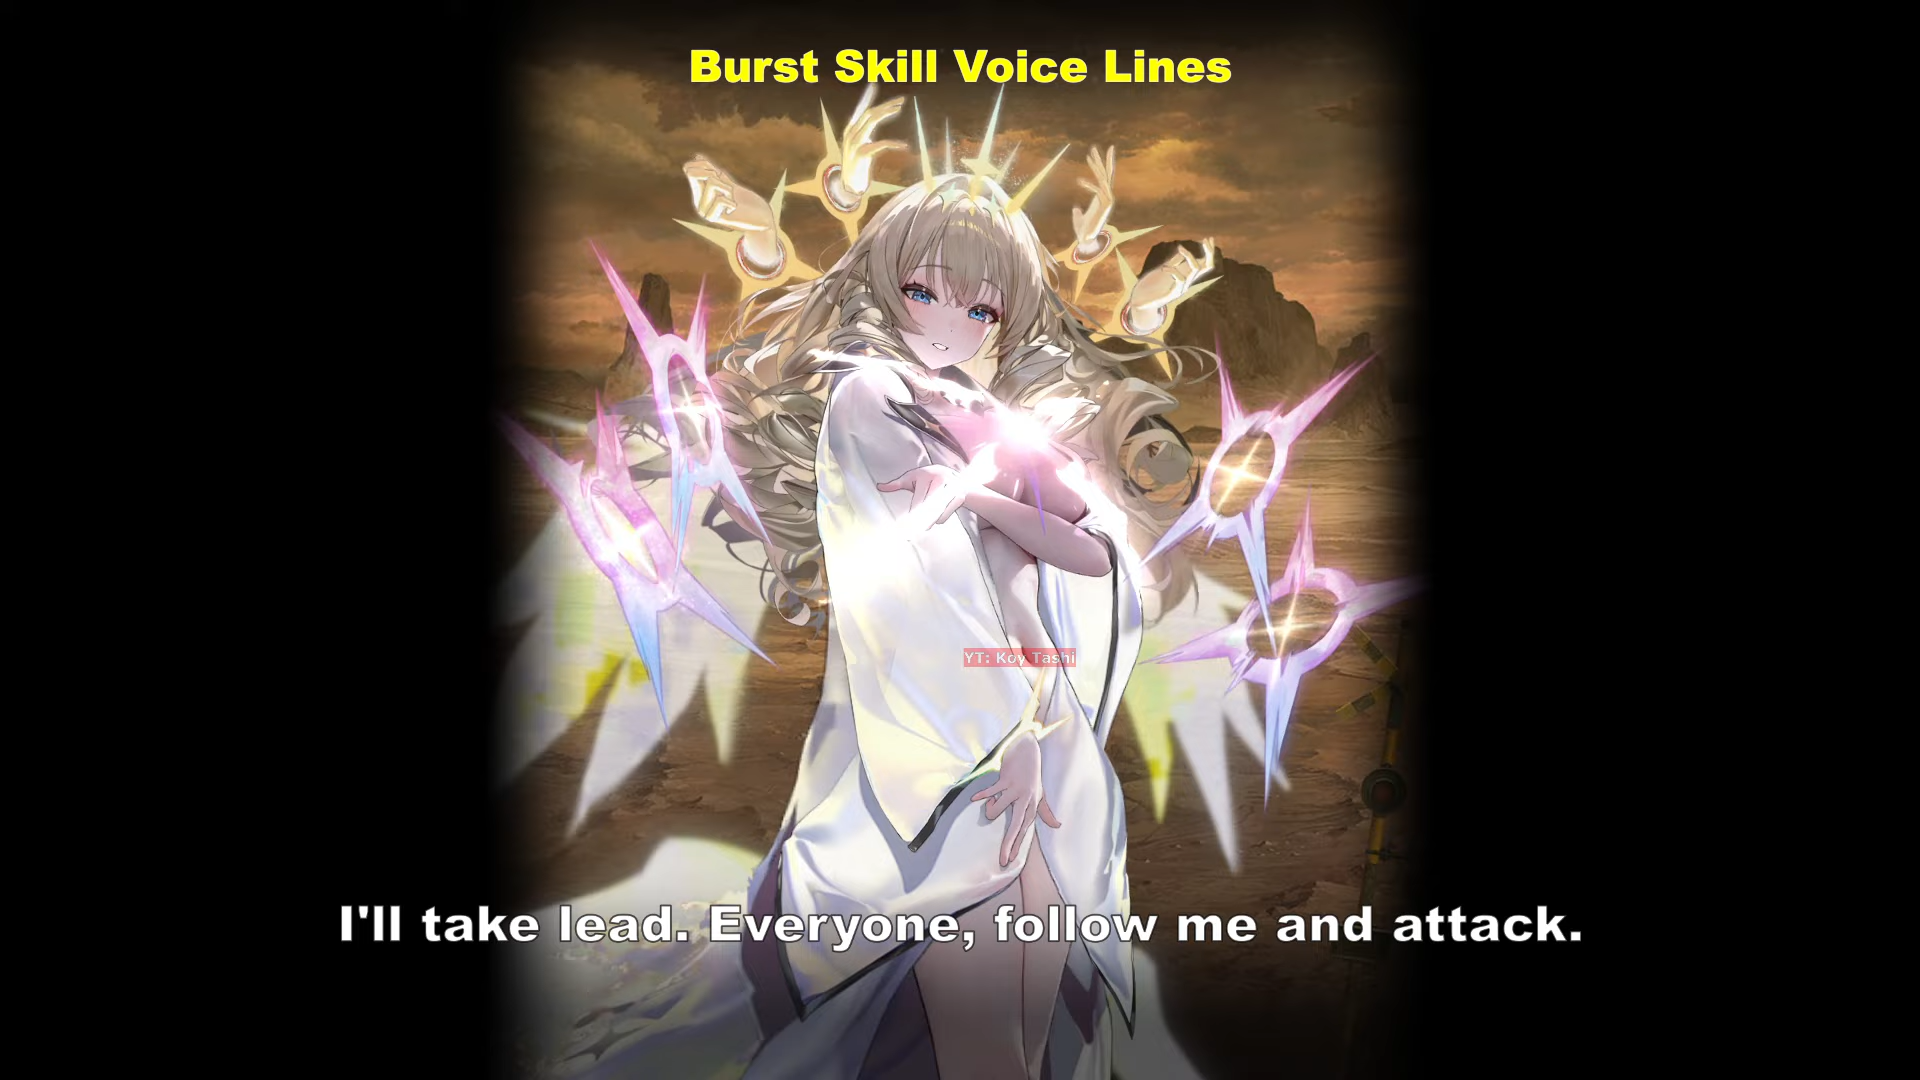 Burst Skill Voice Lines
YT: Koy Tashi
I'll take lead. Everyone, follow me and attack.